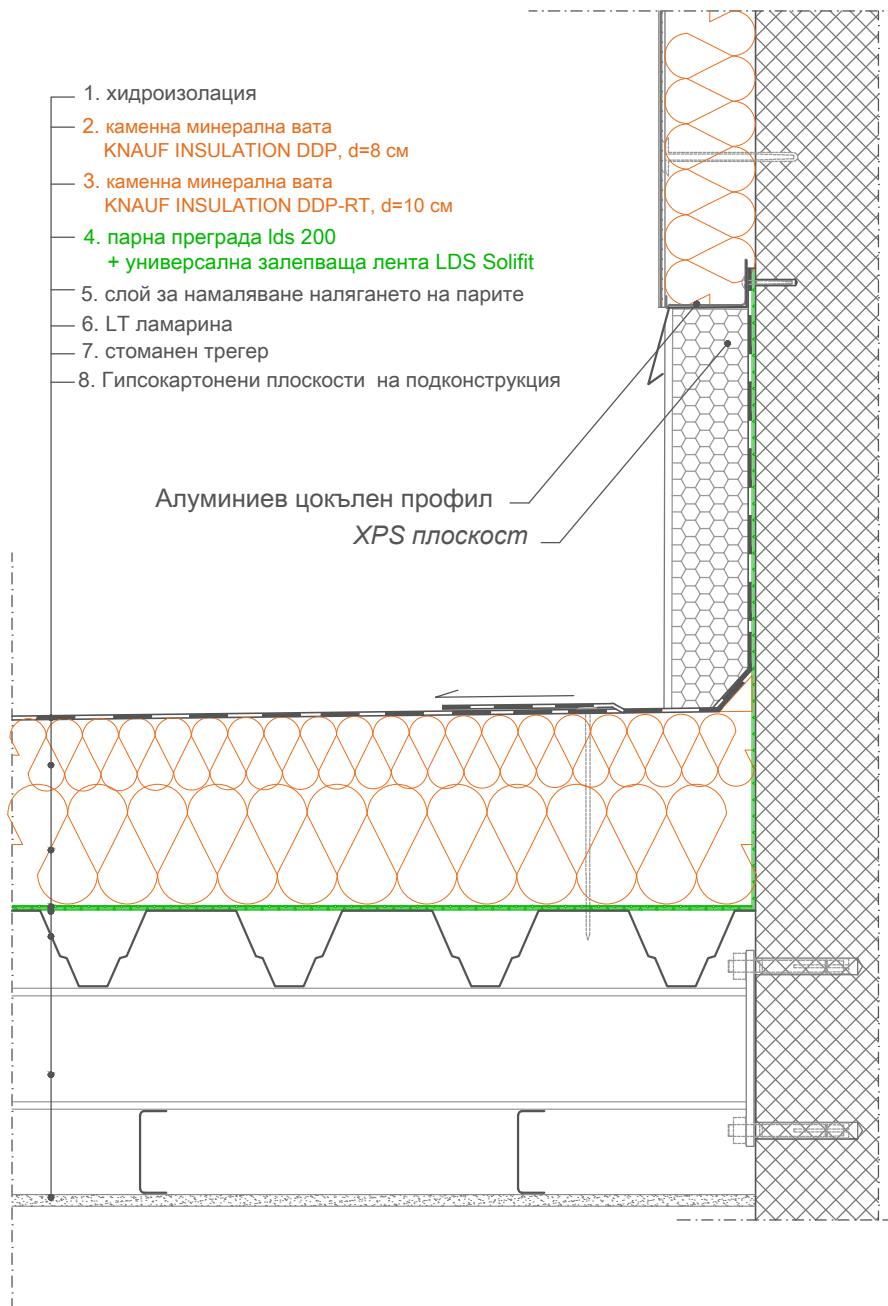 1. хидроизолация
2. каменна минерална вата
KNAUF INSULATION DDP, d=8 см
3. каменна минерална вата
KNAUF INSULATION DDP-RT, d=10 см
4. парна преграда lds 200
+ универсална залепваща лента LDS Solifit
5. слой за намаляване налягането на парите
6. LT ламарина
7. стоманен трегер
8. Гипсокартонени плоскости на подконструкция
Алуминиев цокълен профил
XPS плоскост